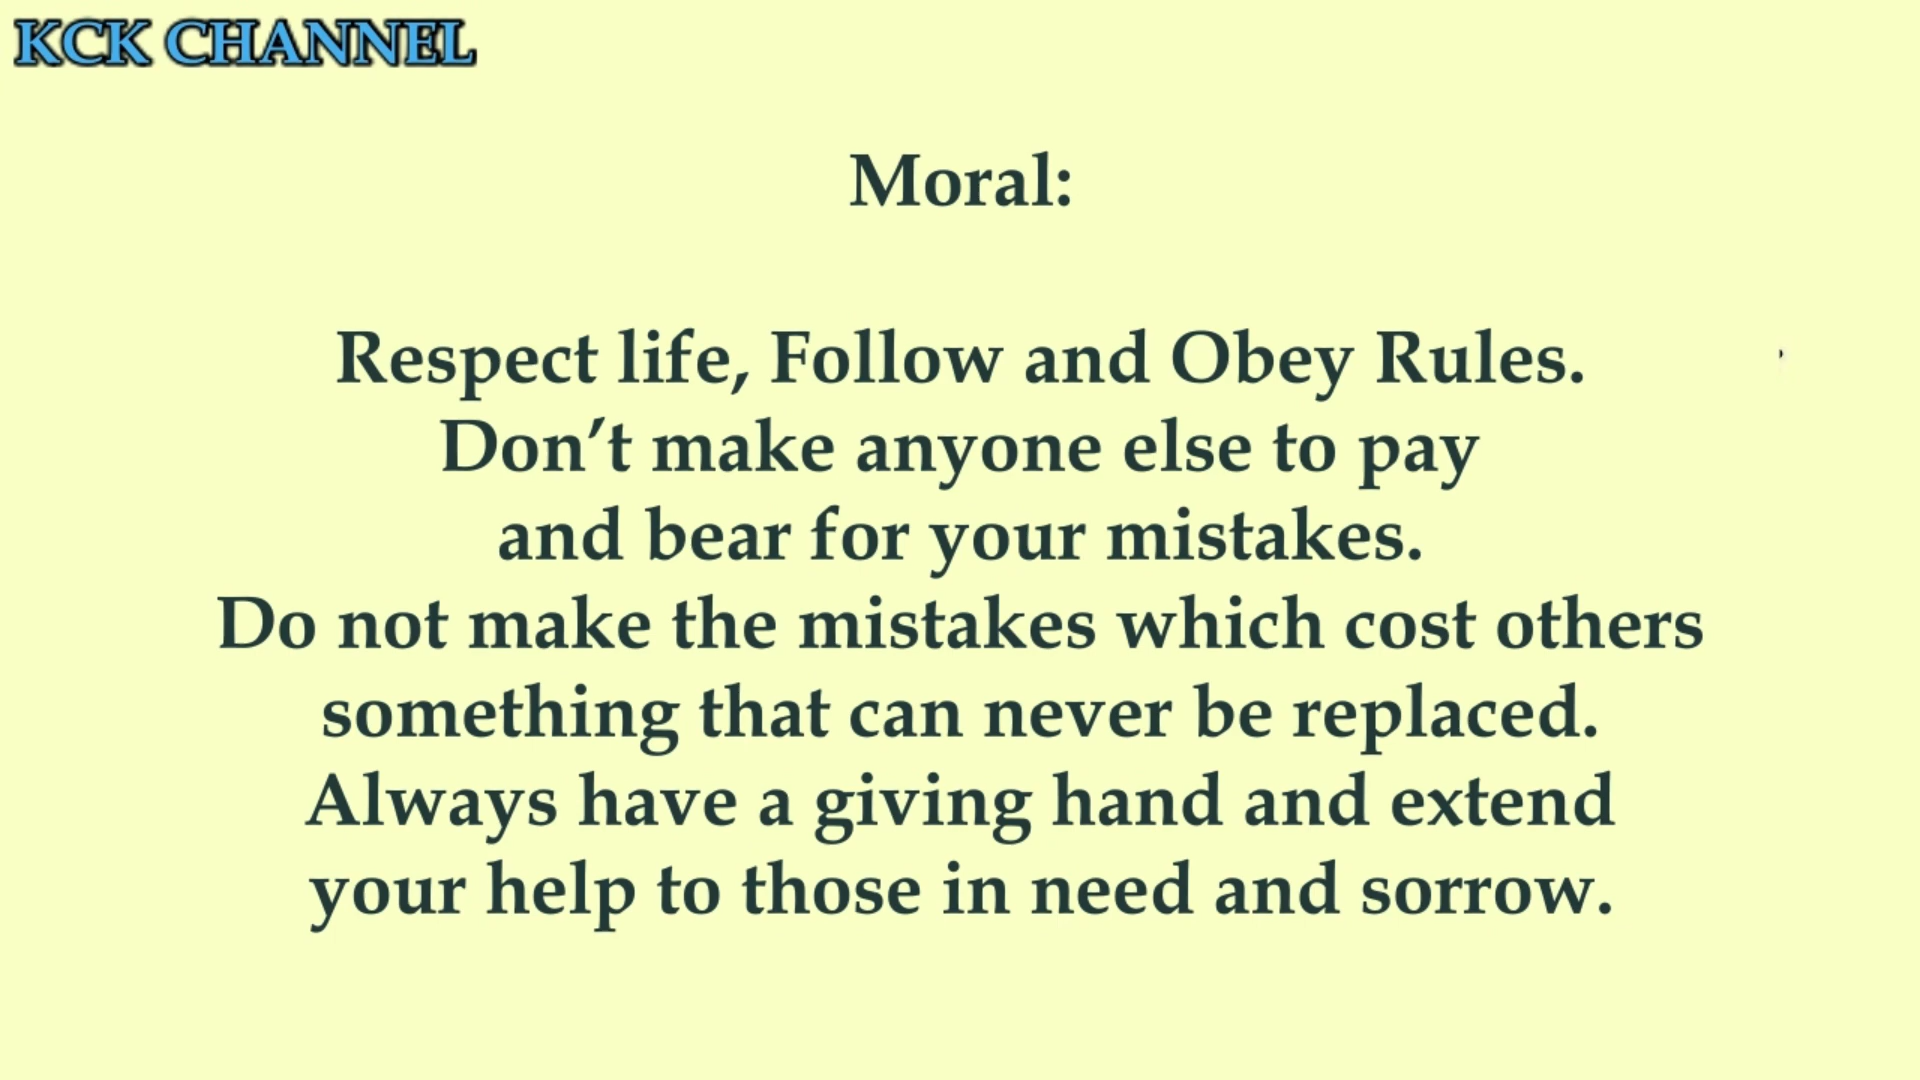 KCK CHANNEL
Moral:
Respect life, Follow and Obey Rules.
Don’t make anyone else to pay
and bear for your mistakes.
Do not make the mistakes which cost others
something that can never be replaced.
Always have a giving hand and extend
your help to those in need and sorrow.